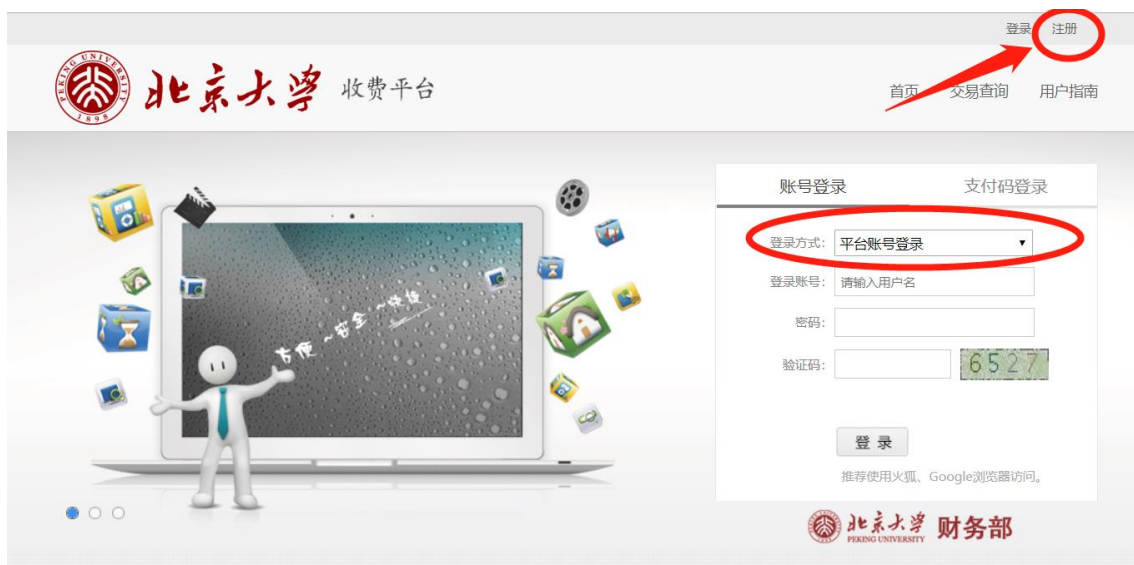 登录 注册
PEKING UNIVERSITY
1898
北京大学 收费平台
首页 交易查询 用户指南
账号登录 支付码登录
登录方式: 平台账号登录
登录账号: 请输入用户名
密码:
验证码: 6527
方便~安全~快捷
登 录
推荐使用火狐、Google浏览器访问。
北京大学 财务部
PEKING UNIVERSITY